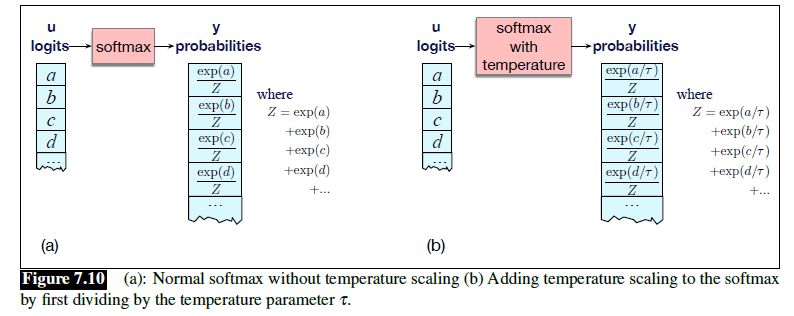 u
logits
softmax
y
probabilities
a
b
c
d
...
exp(a)
Z
exp(b)
Z
exp(c)
Z
exp(d)
Z
...
where
Z = exp(a)
+exp(b)
+exp(c)
+exp(d)
+...
(a)
u
logits
softmax
with
temperature
y
probabilities
a
b
c
d
...
exp(a/τ)
Z
exp(b/τ)
Z
exp(c/τ)
Z
exp(d/τ)
Z
...
where
Z = exp(a/τ)
+exp(b/τ)
+exp(c/τ)
+exp(d/τ)
+...
(b)
Figure 7.10 (a): Normal softmax without temperature scaling (b) Adding temperature scaling to the softmax
by first dividing by the temperature parameter τ.